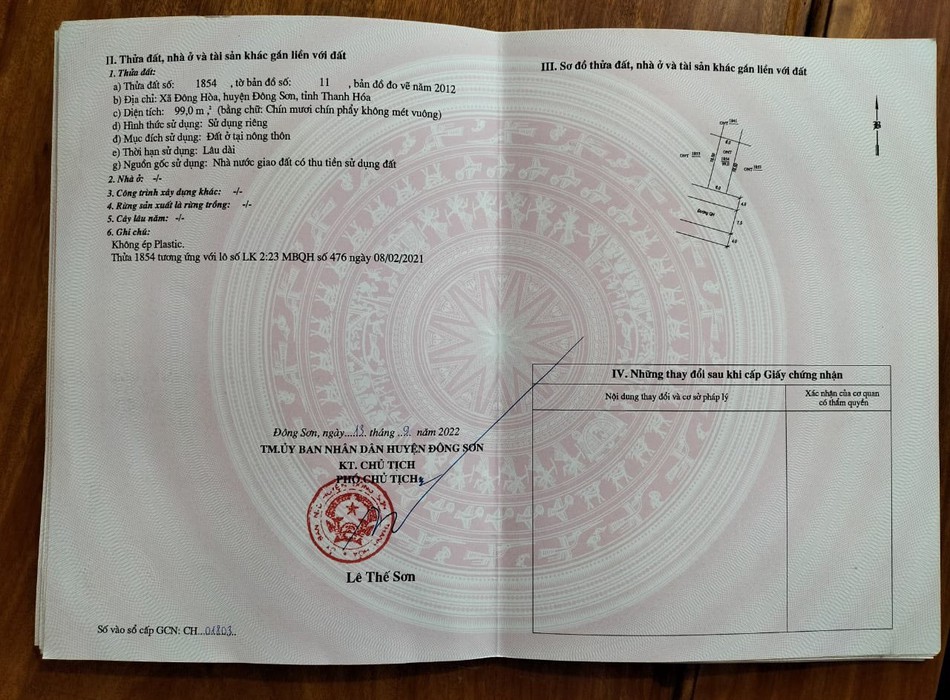 II. Thửa đất, nhà ở và tài sản khác gắn liền với đất
1. Thửa đất:
a) Thửa đất số: 1854 , tờ bản đồ số: 11 , bản đồ đo vẽ năm 2012
b) Địa chỉ: Xã Đông Hòa, huyện Đông Sơn, tỉnh Thanh Hóa
c) Diện tích: 99,0 m², (bằng chữ: Chín mươi chín phẩy không mét vuông)
d) Hình thức sử dụng: Sử dụng riêng
đ) Mục đích sử dụng: Đất ở tại nông thôn
e) Thời hạn sử dụng: Lâu dài
g) Nguồn gốc sử dụng: Nhà nước giao đất có thu tiền sử dụng đất
2. Nhà ở: -/-
3. Công trình xây dựng khác: -/-
4. Rừng sản xuất là rừng trồng: -/-
5. Cây lâu năm: -/-
6. Ghi chú:
Không ép Plastic.
Thửa 1854 tương ứng với lô số LK 2:23 MBQH số 476 ngày 08/02/2021
Đông Sơn, ngày....13. tháng ..9. năm 2022
TM.ỦY BAN NHÂN DÂN HUYỆN ĐÔNG SƠN
KT. CHỦ TỊCH
PHÓ CHỦ TỊCH
Lê Thế Sơn
Số vào sổ cấp GCN: CH...01803..
III. Sơ đồ thửa đất, nhà ở và tài sản khác gắn liền với đất
B
Đường QH
4,0
7,5
4,0
IV. Những thay đổi sau khi cấp Giấy chứng nhận
Nội dung thay đổi và cơ sở pháp lý
Xác nhận của cơ quan
có thẩm quyền